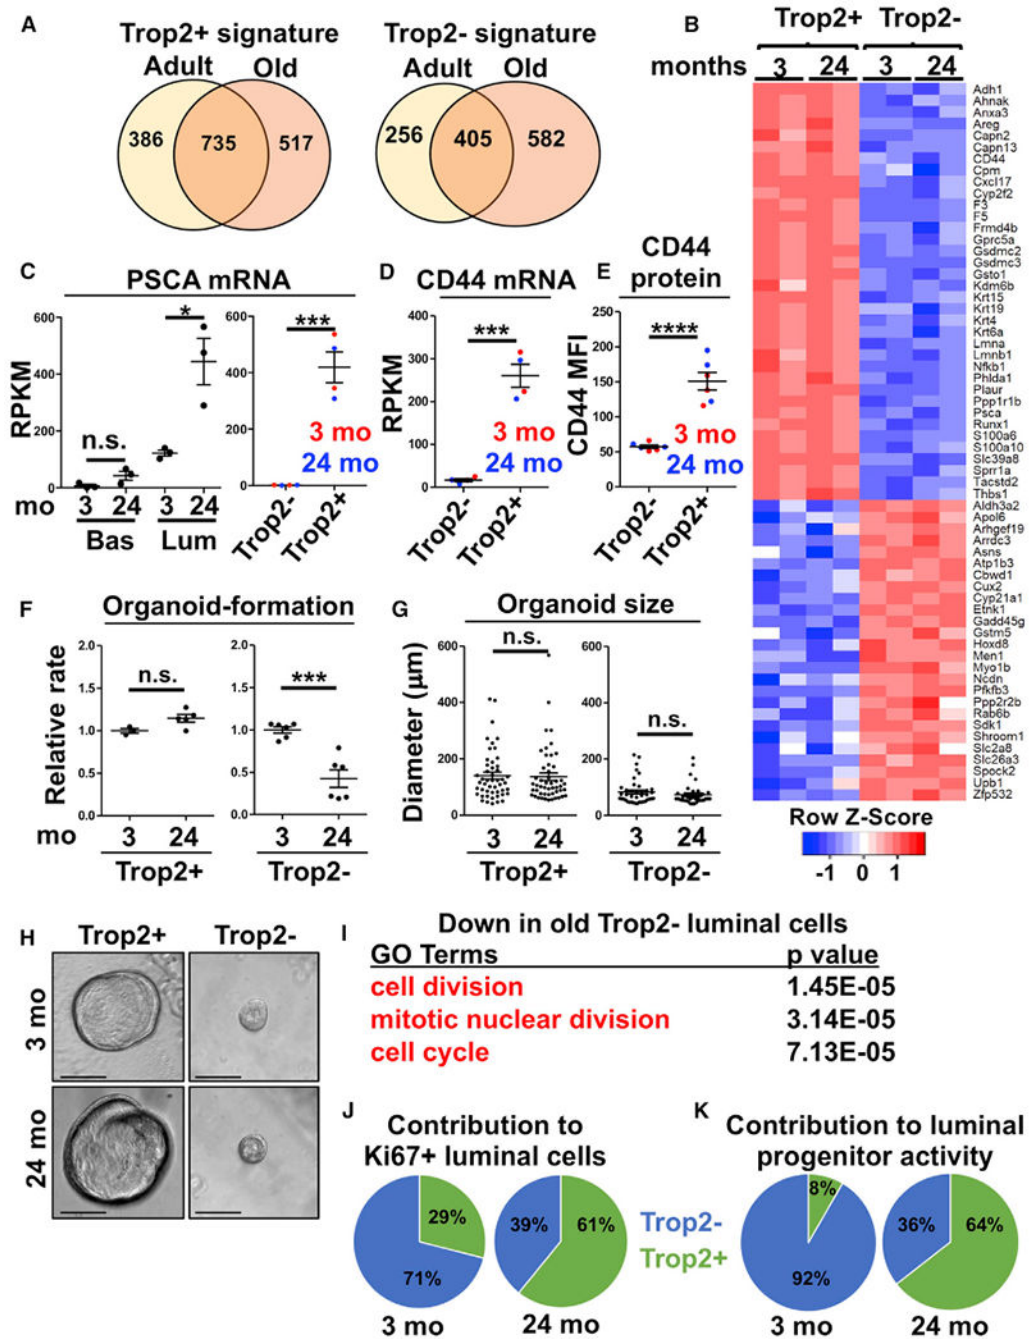 A
Trop2+ signature
Adult Old
386 735 517
Trop2- signature
Adult Old
256 405 582
B
Trop2+ Trop2-
months 3 24 3 24
Adh1
Ahnak
Anxa3
Areg
Capn2
Capn13
CD44
Cpm
Cxcl17
Cyp2f2
F3
F5
Frmd4b
Gprc5a
Gsdmc2
Gsdmc3
Gsto1
Kdm6b
Krt15
Krt19
Krt4
Krt6a
Lmna
Lmnb1
Nfkb1
Phlda1
Plaur
Ppp1r1b
Psca
Runx1
S100a6
S100a10
Slc39a8
Sprr1a
Tacstd2
Thbs1
Aldh3a2
Apol6
Arhgef19
Arrdc3
Asns
Atp1b3
Cbwd1
Cux2
Cyp21a1
Etnk1
Gadd45g
Gstm5
Hoxd8
Men1
Myo1b
Ncdn
Pfkfb3
Ppp2r2b
Rab6b
Sdk1
Shroom1
Slc2a8
Slc26a3
Spock2
Upb1
Zfp532
Row Z-Score
-1 0 1
C
PSCA mRNA
RPKM
600
400
200
0
n.s.
*
mo 3 24 3 24
Bas Lum
600
400
200
0
***
3 mo
24 mo
Trop2- Trop2+
D
CD44 mRNA
RPKM
400
300
200
100
0
***
3 mo
24 mo
Trop2- Trop2+
E
CD44
protein
CD44 MFI
250
200
150
100
50
0
****
3 mo
24 mo
Trop2- Trop2+
F
Organoid-formation
Relative rate
2.0
1.5
1.0
0.5
0.0
n.s.
mo 3 24
Trop2+
2.0
1.5
1.0
0.5
0.0
***
3 24
Trop2-
G
Organoid size
Diameter (µm)
600
400
200
0
n.s.
3 24
Trop2+
600
400
200
0
n.s.
3 24
Trop2-
H
Trop2+ Trop2-
3 mo
24 mo
I
Down in old Trop2- luminal cells
GO Terms p value
cell division 1.45E-05
mitotic nuclear division 3.14E-05
cell cycle 7.13E-05
J
Contribution to
Ki67+ luminal cells
29%
71%
3 mo
39% 61%
24 mo
Trop2-
Trop2+
K
Contribution to luminal
progenitor activity
8%
92%
3 mo
36% 64%
24 mo